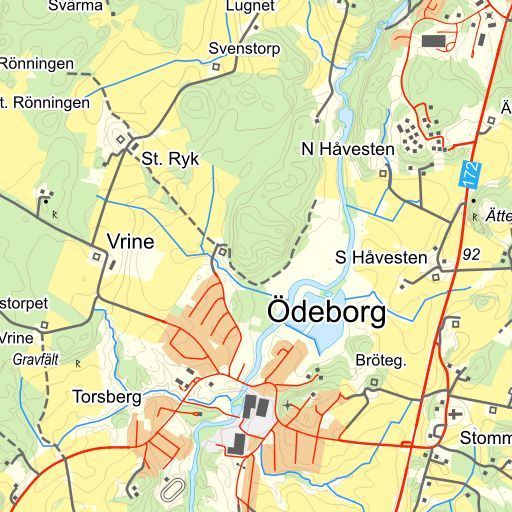 Svärma
Lugnet
Svenstorp
Rönningen
t. Rönningen
N Håvesten
St. Ryk
172
Ätte
Vrine
S Håvesten
92
storpet
Ödeborg
Vrine
Gravfält
R
R
R
Bröteg.
Torsberg
Stomm
Ä